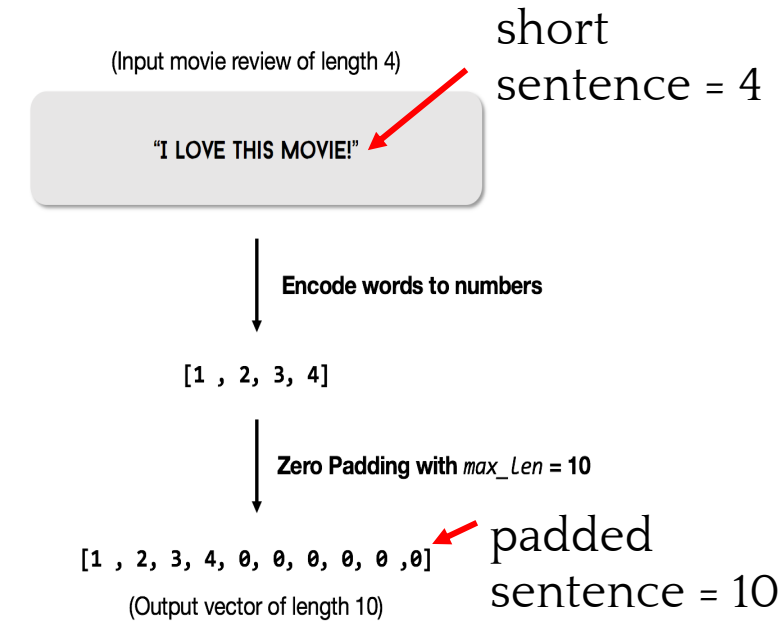 short
sentence = 4
(Input movie review of length 4)
“I LOVE THIS MOVIE!”
Encode words to numbers
[1 , 2, 3, 4]
Zero Padding with max_len = 10
[1 , 2, 3, 4, 0, 0, 0, 0, 0 ,0]
(Output vector of length 10)
padded
sentence = 10